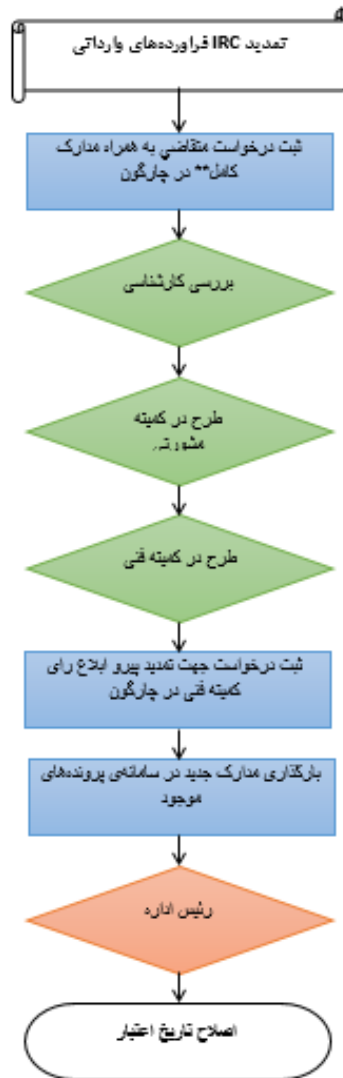 تمدید IRC فراورده‌های وارداتی
ثبت درخواست متقاضی به همراه مدارک
کامل** در چارگون
بررسی کارشناسی
طرح در کمیته
مشورتی
طرح در کمیته فنی
ثبت درخواست جهت تمدید پیرو ابلاغ رای
کمیته فنی در چارگون
بارگذاری مدارک جدید در سامانه‌ی پرونده‌های
موجود
رئیس اداره
اصلاح تاریخ اعتبار